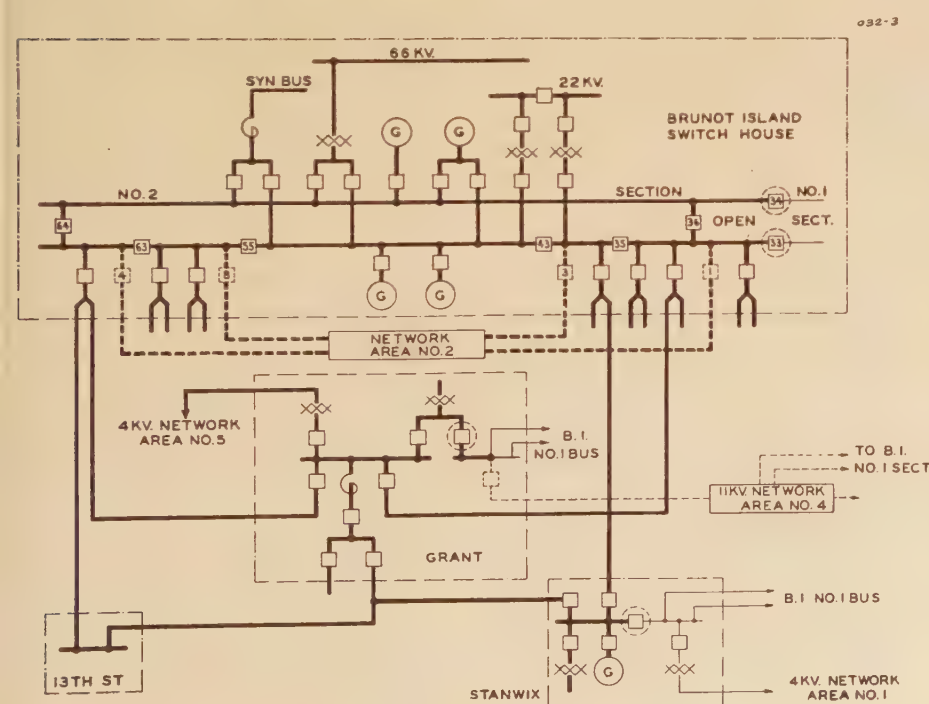 032-3
66 KV.
SYN BUS
22 KV.
BRUNOT ISLAND
SWITCH HOUSE
G
G
NO. 2
SECTION
34
NO. 1
64
36
OPEN
SECT.
63
55
43
35
33
4
8
3
1
G
G
NETWORK
AREA NO. 2
4 KV. NETWORK
AREA NO. 5
B. I.
NO. 1 BUS
TO B. I.
NO. 1 SECT
11 KV. NETWORK
AREA NO. 4
GRANT
B.I. NO. 1 BUS
G
13TH ST
STANWIX
4 KV. NETWORK
AREA NO. 1